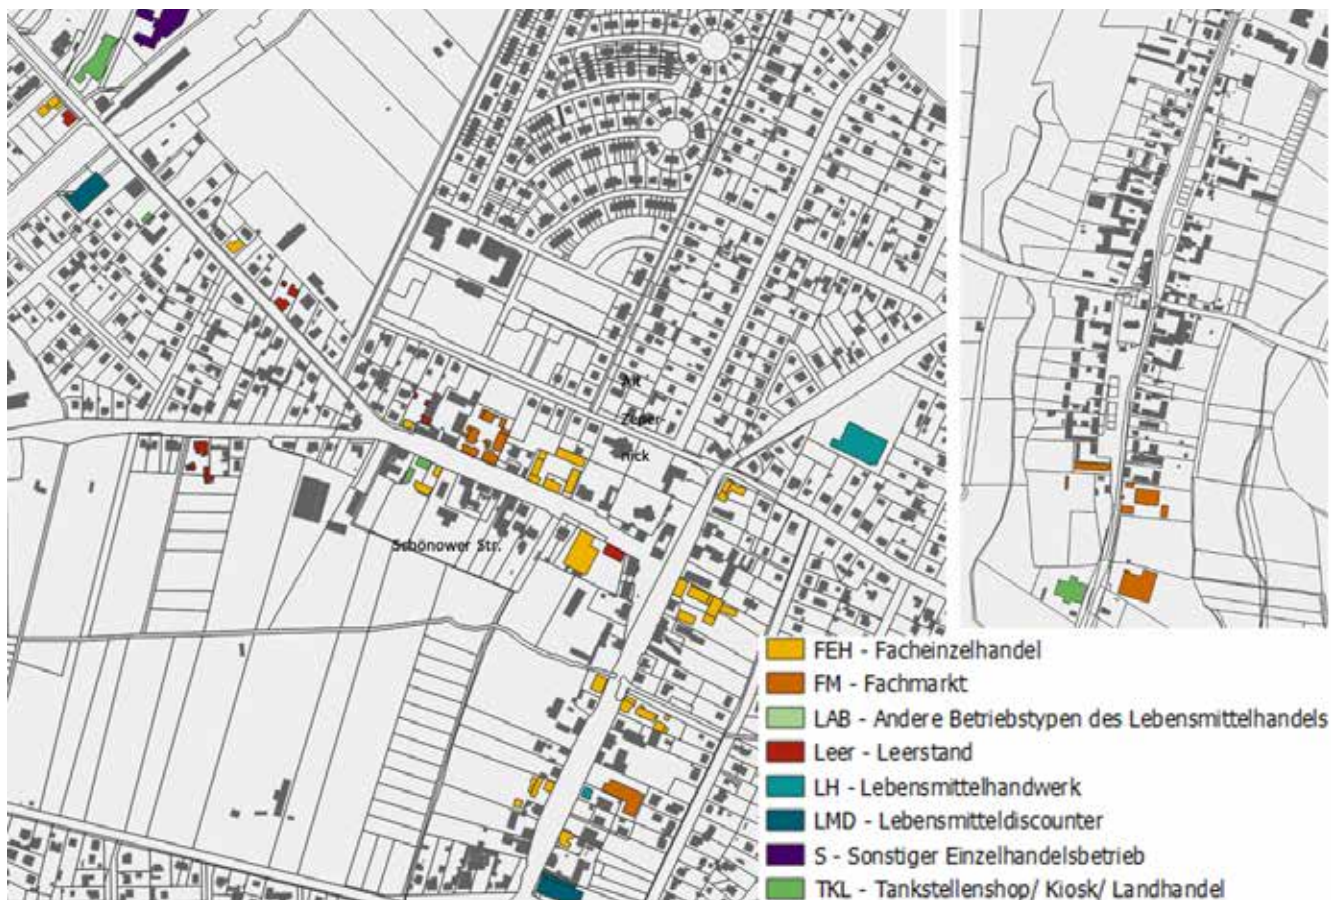 Alt
Zeper-
nick
Schönower Str.
FEH - Facheinzelhandel
FM - Fachmarkt
LAB - Andere Betriebstypen des Lebensmittelhandels
Leer - Leerstand
LH - Lebensmittelhandwerk
LMD - Lebensmitteldiscounter
S - Sonstiger Einzelhandelsbetrieb
TKL - Tankstellenshop/ Kiosk/ Landhandel